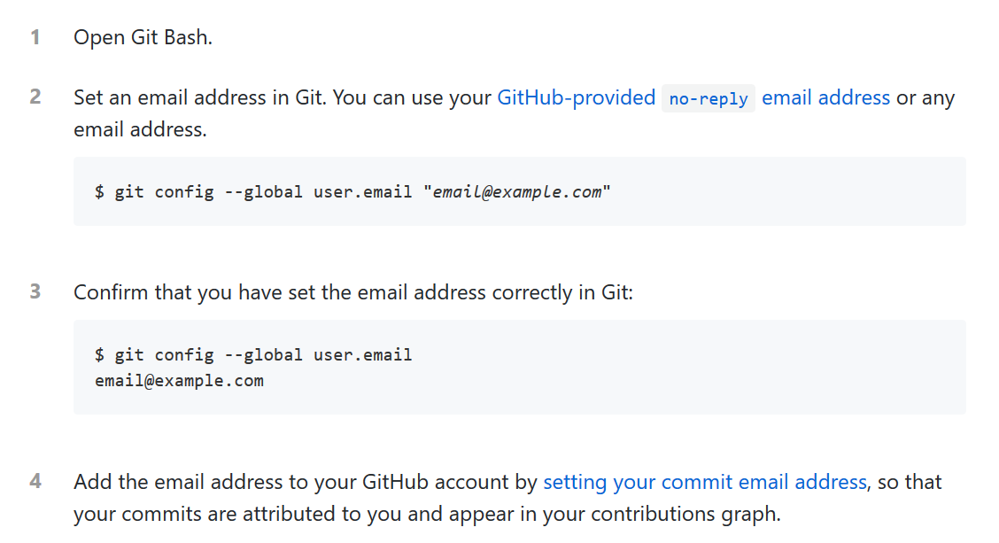 1 Open Git Bash.
2 Set an email address in Git. You can use your GitHub-provided no-reply email address or any
email address.
$ git config --global user.email "email@example.com"
3 Confirm that you have set the email address correctly in Git:
$ git config --global user.email
email@example.com
4 Add the email address to your GitHub account by setting your commit email address, so that
your commits are attributed to you and appear in your contributions graph.